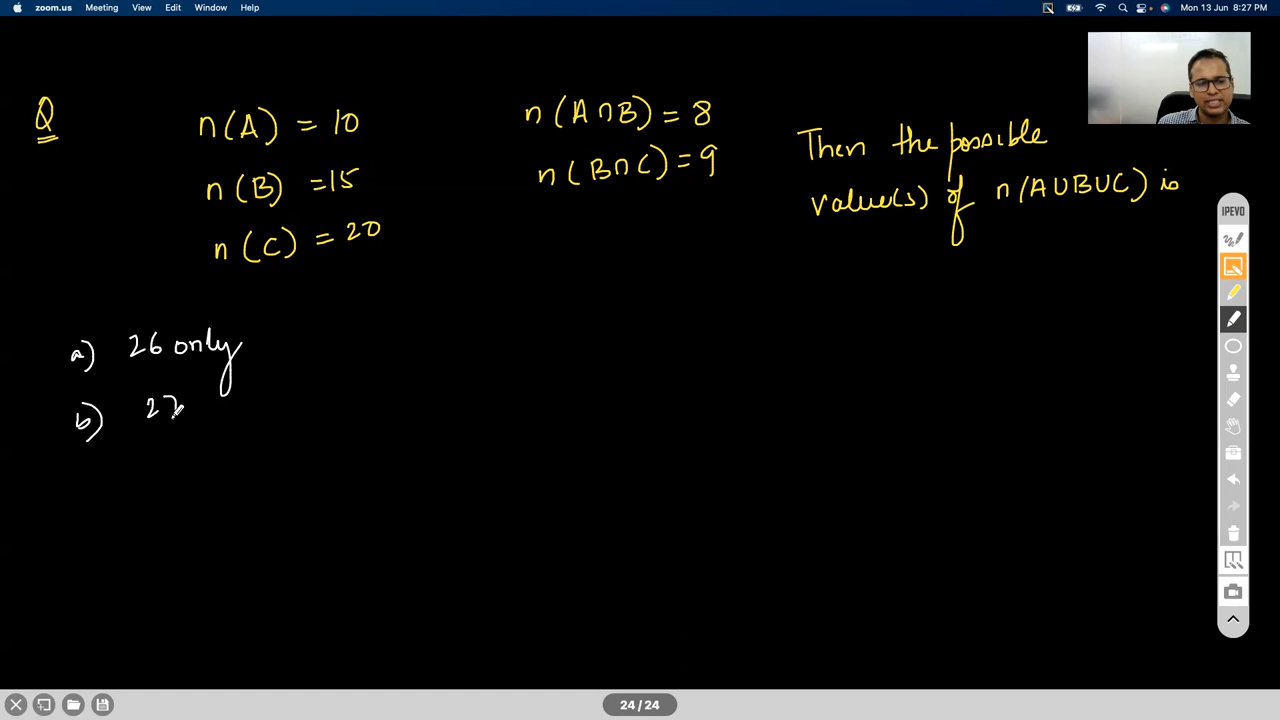 zoom.us Meeting View Edit Window Help Mon 13 Jun 8:27 PM
Q n(A) = 10 n(A∩B) = 8
n(B) = 15 n(B∩C) = 9
n(C) = 20
Then the possible
value(s) of n(A∪B∪C) is
IPEVO
a) 26 only
b) 27
24/24